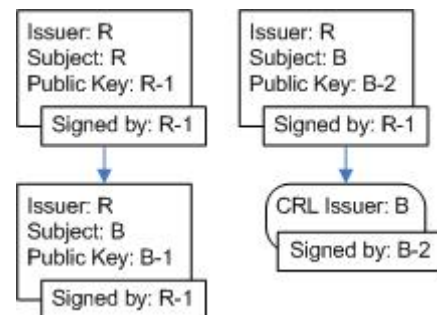 Issuer: R
Subject: R
Public Key: R-1
Signed by: R-1
Issuer: R
Subject: B
Public Key: B-2
Signed by: R-1
Issuer: R
Subject: B
Public Key: B-1
Signed by: R-1
CRL Issuer: B
Signed by: B-2